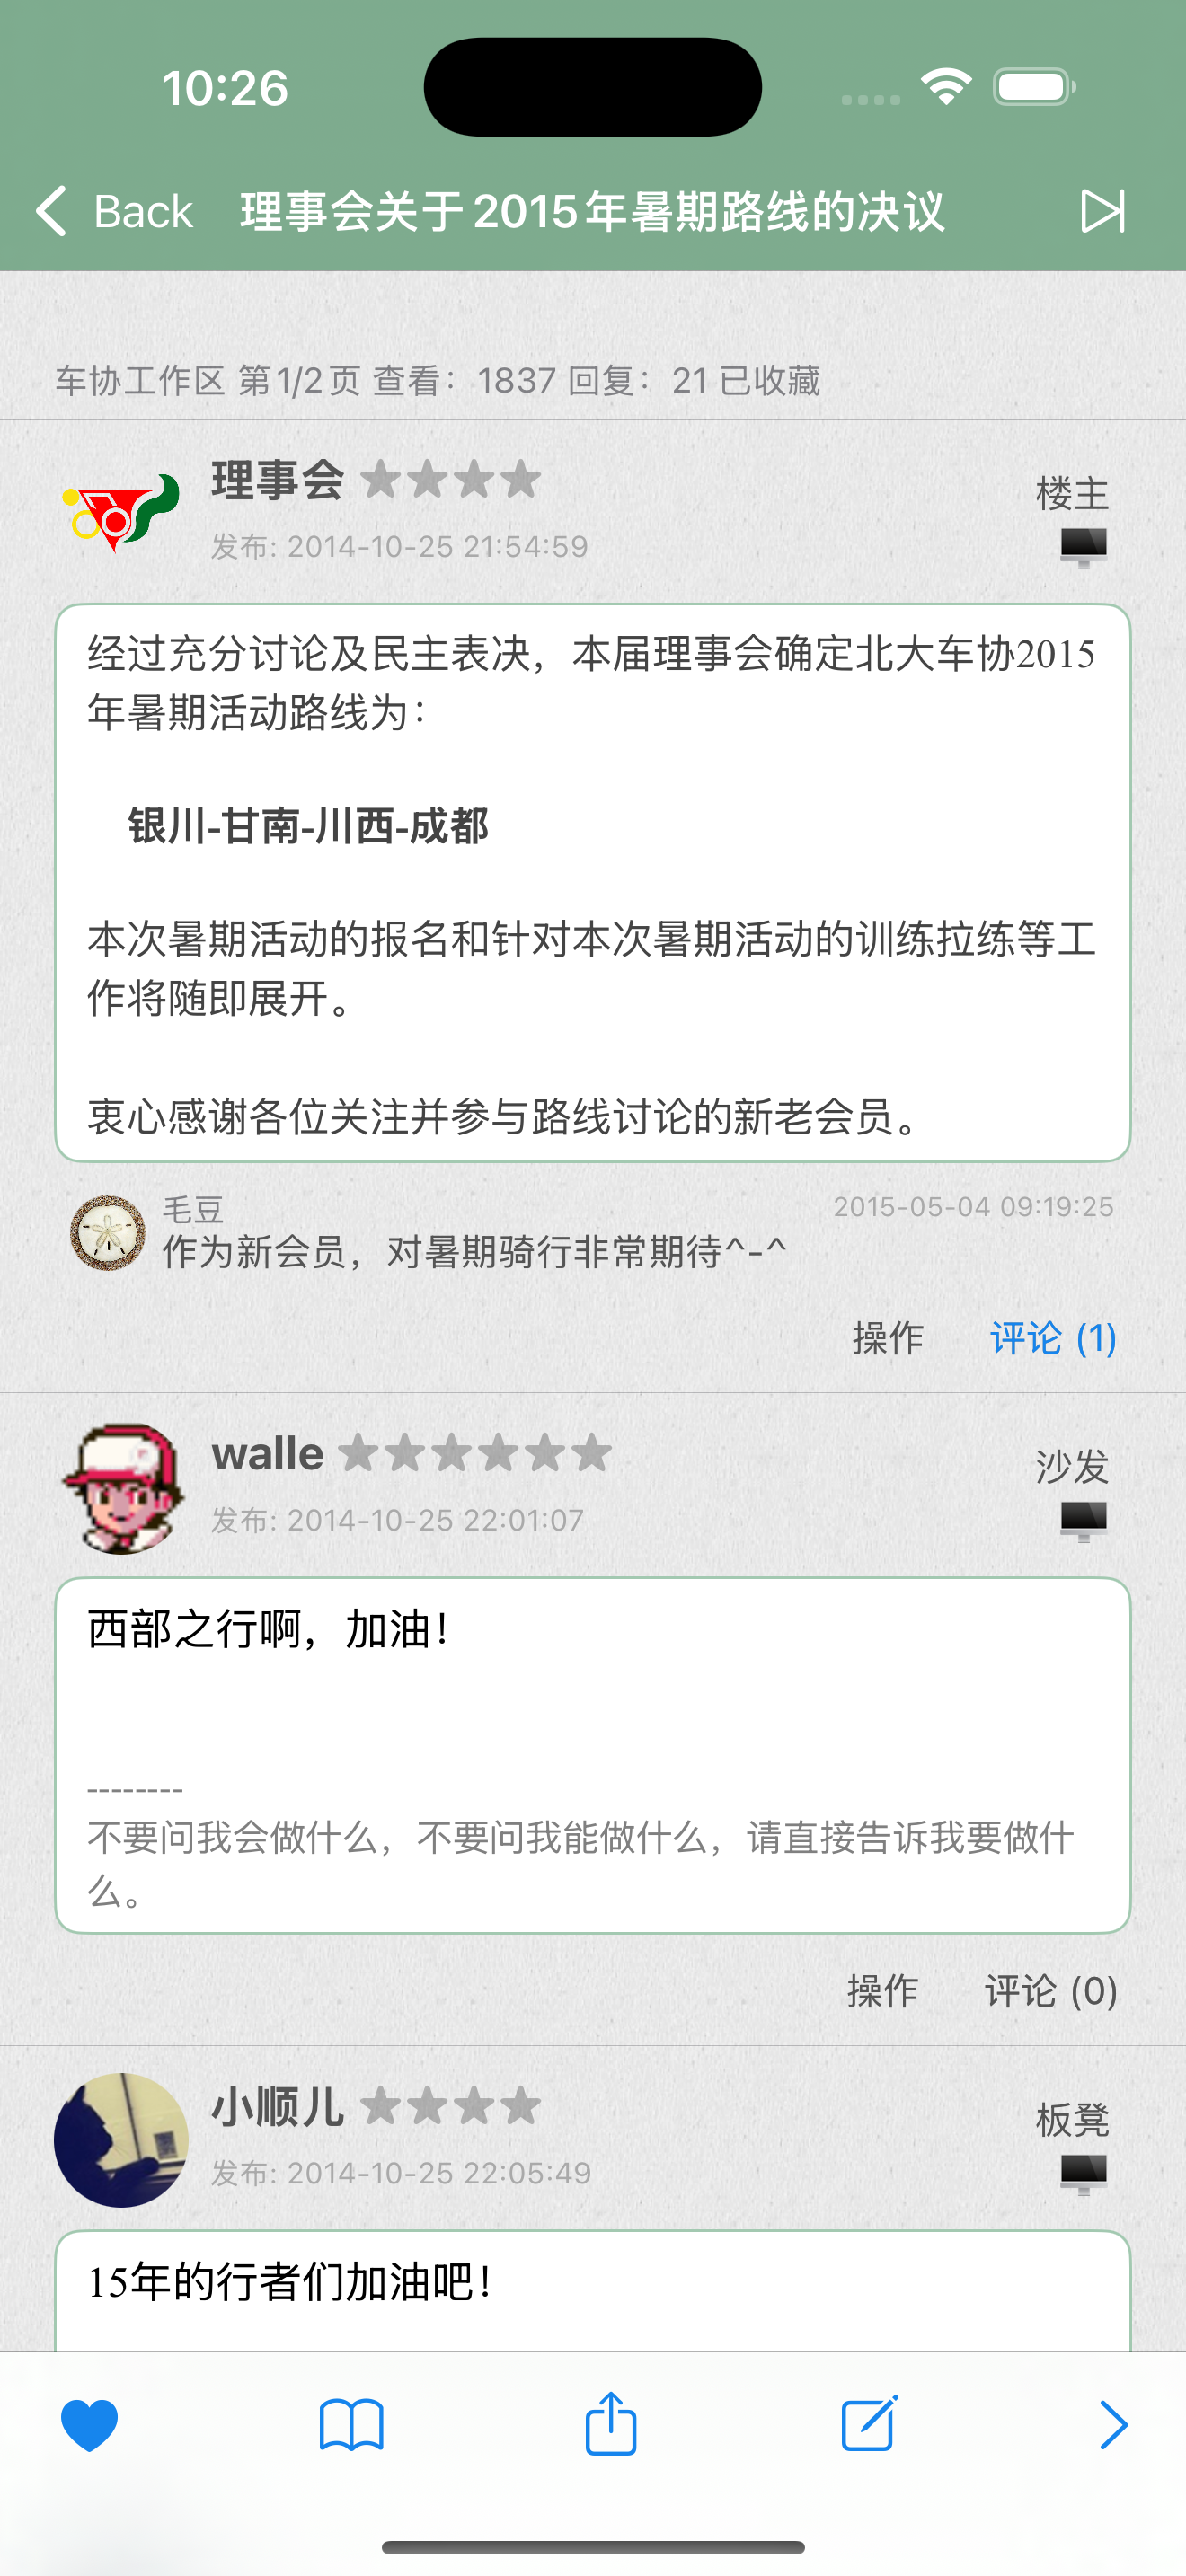 10:26
Back 理事会关于2015年暑期路线的决议
车协工作区 第1/2页 查看：1837 回复：21 已收藏
理事会 ★★★★
楼主
发布: 2014-10-25 21:54:59
经过充分讨论及民主表决，本届理事会确定北大车协2015
年暑期活动路线为：
银川-甘南-川西-成都
本次暑期活动的报名和针对本次暑期活动的训练拉练等工
作将随即展开。
衷心感谢各位关注并参与路线讨论的新老会员。
毛豆
2015-05-04 09:19:25
作为新会员，对暑期骑行非常期待^-^
操作 评论 (1)
walle ★★★★★★
沙发
发布: 2014-10-25 22:01:07
西部之行啊，加油！
--------
不要问我会做什么，不要问我能做什么，请直接告诉我要做什
么。
操作 评论 (0)
小顺儿 ★★★★
板凳
发布: 2014-10-25 22:05:49
15年的行者们加油吧！